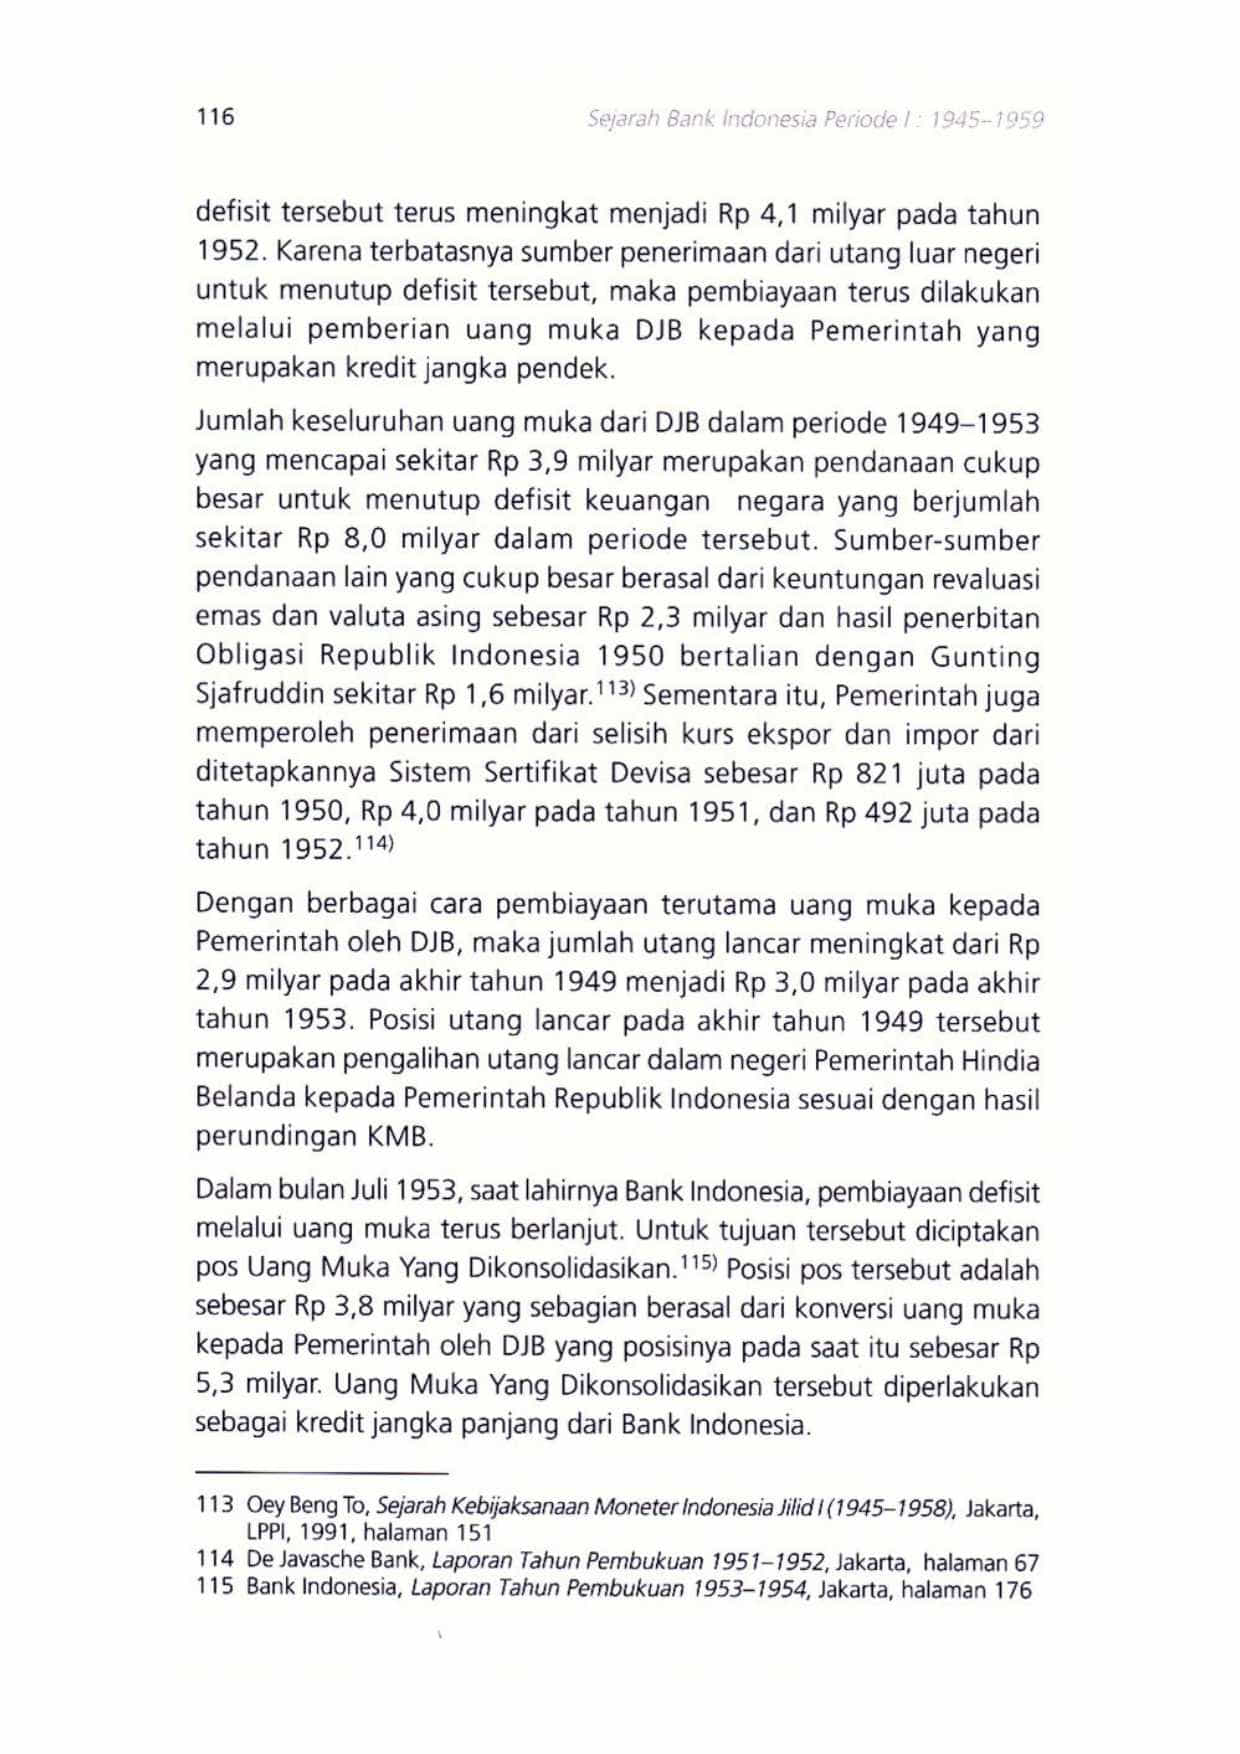 116
Sejarah Bank Indonesia Periode I : 1945–1959
defisit tersebut terus meningkat menjadi Rp 4,1 milyar pada tahun
1952. Karena terbatasnya sumber penerimaan dari utang luar negeri
untuk menutup defisit tersebut, maka pembiayaan terus dilakukan
melalui pemberian uang muka DJB kepada Pemerintah yang
merupakan kredit jangka pendek.
Jumlah keseluruhan uang muka dari DJB dalam periode 1949–1953
yang mencapai sekitar Rp 3,9 milyar merupakan pendanaan cukup
besar untuk menutup defisit keuangan negara yang berjumlah
sekitar Rp 8,0 milyar dalam periode tersebut. Sumber-sumber
pendanaan lain yang cukup besar berasal dari keuntungan revaluasi
emas dan valuta asing sebesar Rp 2,3 milyar dan hasil penerbitan
Obligasi Republik Indonesia 1950 bertalian dengan Gunting
Sjafruddin sekitar Rp 1,6 milyar.113) Sementara itu, Pemerintah juga
memperoleh penerimaan dari selisih kurs ekspor dan impor dari
ditetapkannya Sistem Sertifikat Devisa sebesar Rp 821 juta pada
tahun 1950, Rp 4,0 milyar pada tahun 1951, dan Rp 492 juta pada
tahun 1952.114)
Dengan berbagai cara pembiayaan terutama uang muka kepada
Pemerintah oleh DJB, maka jumlah utang lancar meningkat dari Rp
2,9 milyar pada akhir tahun 1949 menjadi Rp 3,0 milyar pada akhir
tahun 1953. Posisi utang lancar pada akhir tahun 1949 tersebut
merupakan pengalihan utang lancar dalam negeri Pemerintah Hindia
Belanda kepada Pemerintah Republik Indonesia sesuai dengan hasil
perundingan KMB.
Dalam bulan Juli 1953, saat lahirnya Bank Indonesia, pembiayaan defisit
melalui uang muka terus berlanjut. Untuk tujuan tersebut diciptakan
pos Uang Muka Yang Dikonsolidasikan.115) Posisi pos tersebut adalah
sebesar Rp 3,8 milyar yang sebagian berasal dari konversi uang muka
kepada Pemerintah oleh DJB yang posisinya pada saat itu sebesar Rp
5,3 milyar. Uang Muka Yang Dikonsolidasikan tersebut diperlakukan
sebagai kredit jangka panjang dari Bank Indonesia.
113 Oey Beng To, Sejarah Kebijaksanaan Moneter Indonesia Jilid I (1945–1958), Jakarta,
LPPI, 1991, halaman 151
114 De Javasche Bank, Laporan Tahun Pembukuan 1951–1952, Jakarta, halaman 67
115 Bank Indonesia, Laporan Tahun Pembukuan 1953–1954, Jakarta, halaman 176